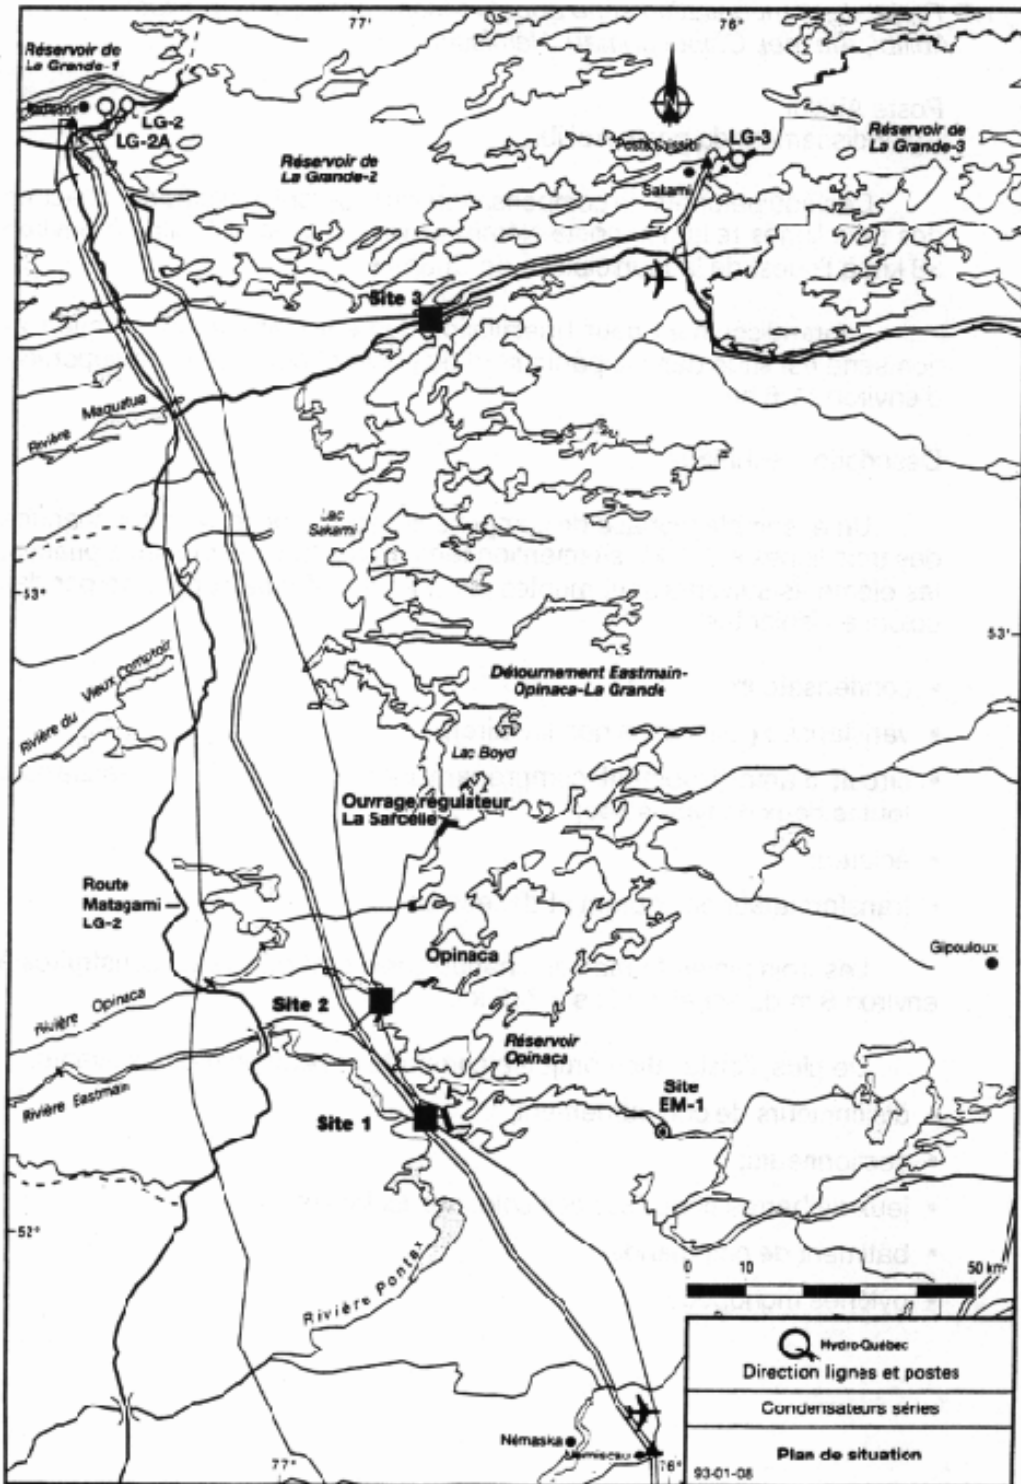 77°
76°
Réservoir de
La Grande-1
Radisson
LG-2
LG-2A
Réservoir de
La Grande-2
LG-3
Sakami
Réservoir de
La Grande-3
Site 3
Rivière Maquatua
Lac
Sakami
53°
53°
Rivière du Vieux Comptoir
Détournement Eastmain-
Opinaca-La Grande
Lac Boyd
Ouvrage régulateur
La Sarcelle
Route
Matagami
LG-2
Opinaca
Gipouloux
Rivière Opinaca
Site 2
Réservoir
Opinaca
Rivière Eastmain
Site
EM-1
Site 1
52°
Rivière Pontax
0 10 50 km
Hydro-Québec
Direction lignes et postes
Condensateurs séries
Plan de situation
93-01-08
Némaska
77°
76°